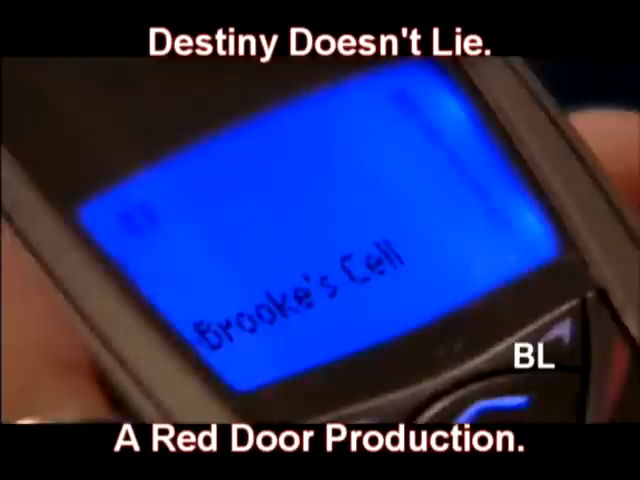 Destiny Doesn't Lie.
Brooke's Cell
BL
A Red Door Production.